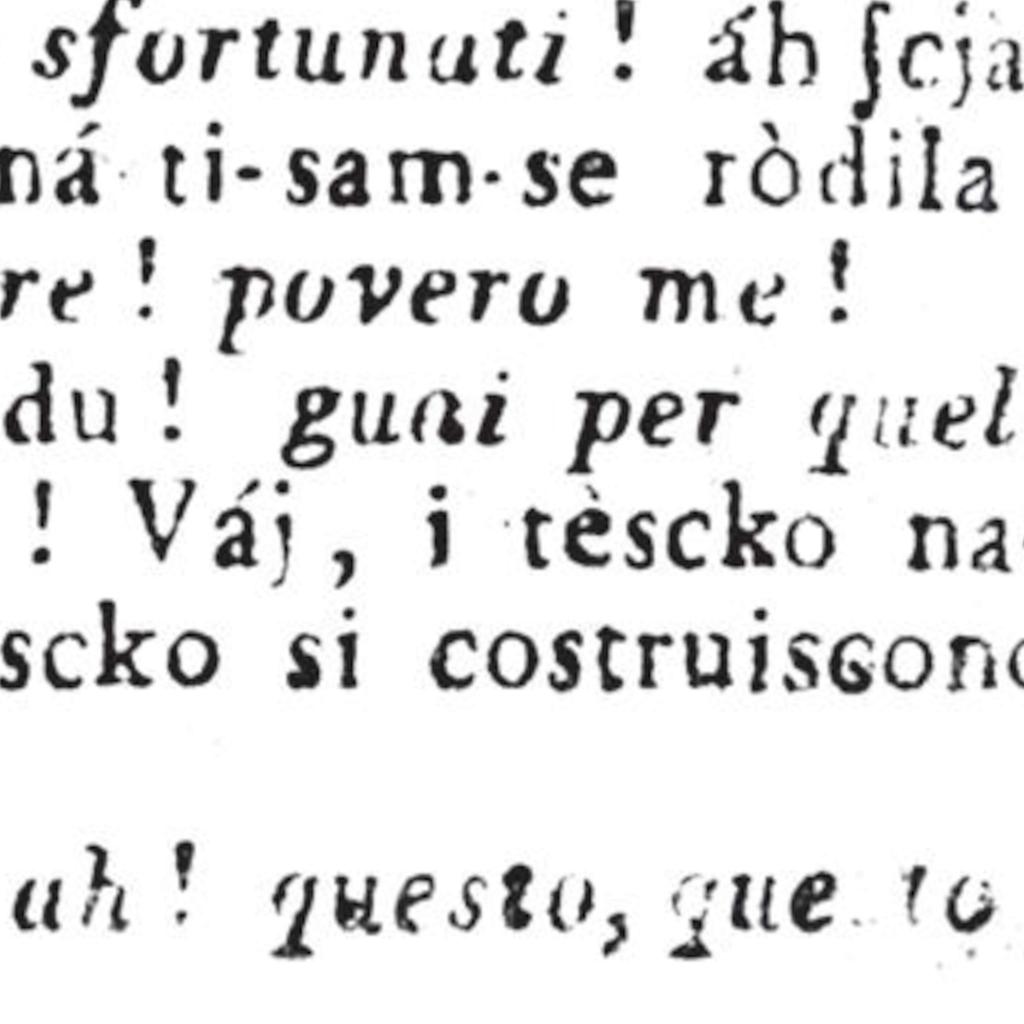 sfortunati ! áh ſcja
ná ti-sam-se ròdila
re ! povero me !
du ! guai per quel
! Váj, i tèscko na-
scko si costruiscono
ah ! questo, que to